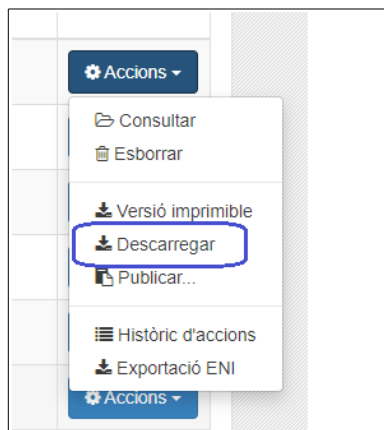 Accions
Consultar
Esborrar
Versió imprimible
Descarregar
Publicar...
Històric d'accions
Exportació ENI
Accions